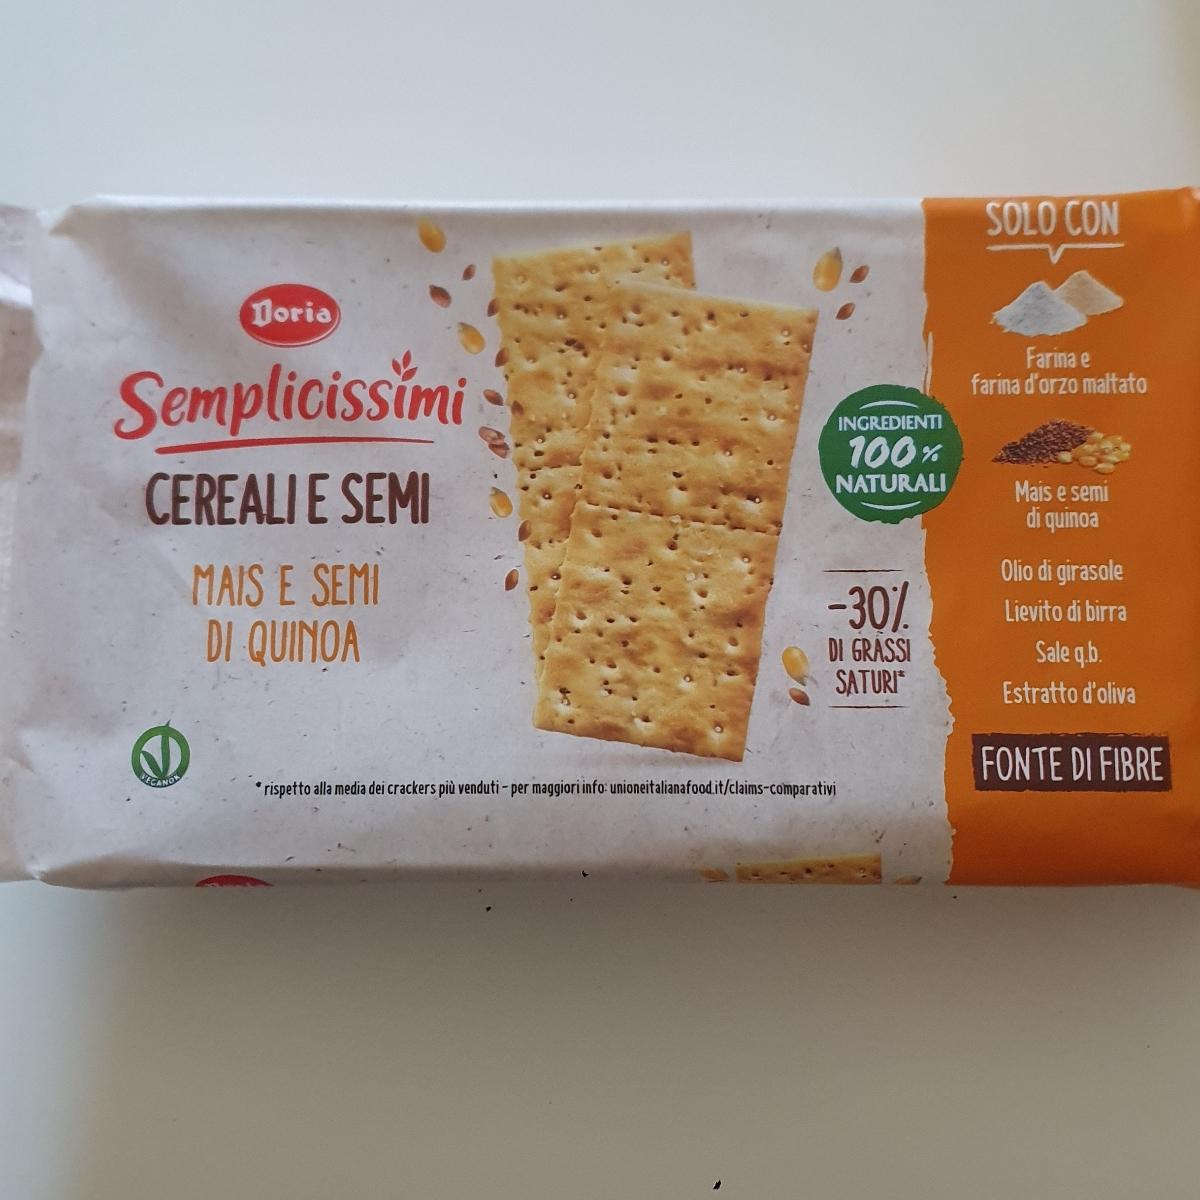 Doria
Semplicissimi
CEREALI E SEMI
MAIS E SEMI
DI QUINOA
VEGANOK
* rispetto alla media dei crackers più venduti - per maggiori info: unioneitalianafood.it/claims-comparativi
INGREDIENTI
100%
NATURALI
-30%
DI GRASSI
SATURI*
SOLO CON
Farina e
farina d'orzo maltato
Mais e semi
di quinoa
Olio di girasole
Lievito di birra
Sale q.b.
Estratto d'oliva
FONTE DI FIBRE